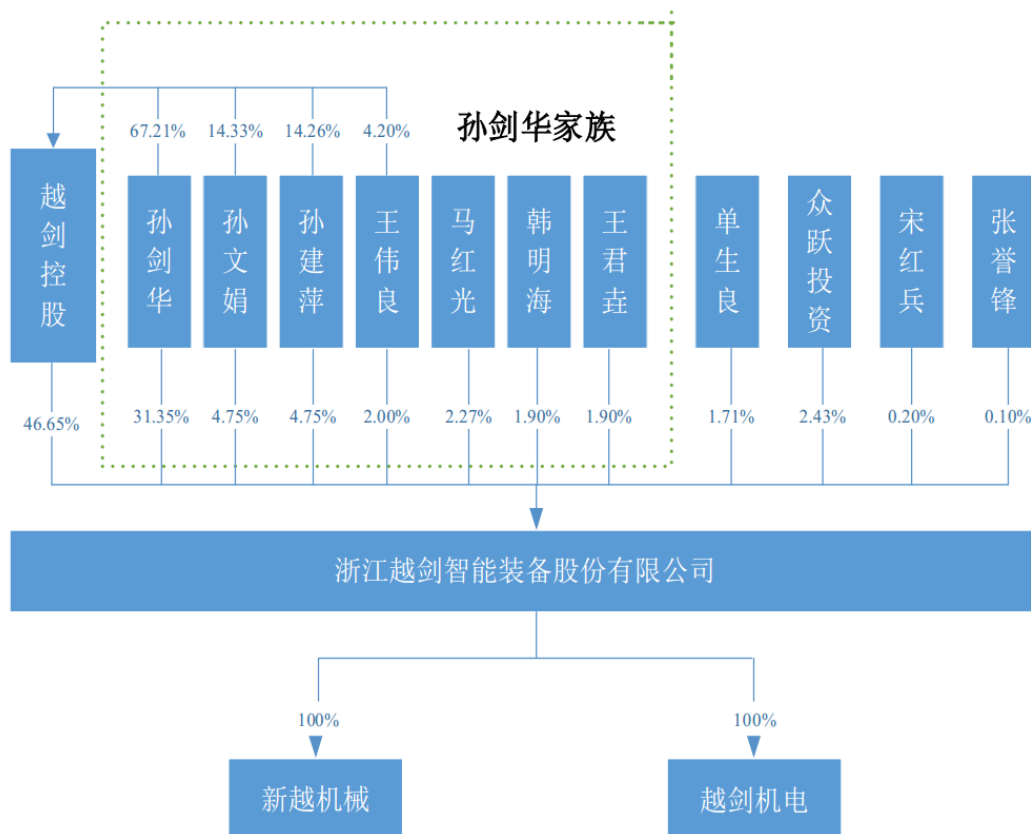 孙剑华家族
67.21%
14.33%
14.26%
4.20%
越剑控股
孙剑华
孙文娟
孙建萍
王伟良
马红光
韩明海
王君垚
单生良
众跃投资
宋红兵
张誉锋
46.65%
31.35%
4.75%
4.75%
2.00%
2.27%
1.90%
1.90%
1.71%
2.43%
0.20%
0.10%
浙江越剑智能装备股份有限公司
100%
100%
新越机械
越剑机电